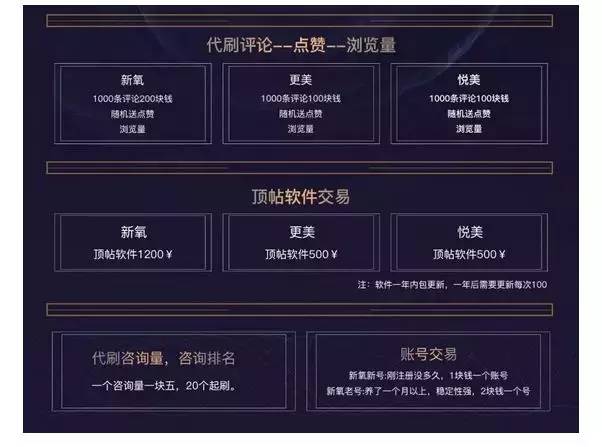 代刷评论--点赞--浏览量
新氧
1000条评论200块钱
随机送点赞
浏览量
更美
1000条评论100块钱
随机送点赞
浏览量
悦美
1000条评论100块钱
随机送点赞
浏览量
顶帖软件交易
新氧
顶帖软件1200￥
更美
顶帖软件500￥
悦美
顶帖软件500￥
注：软件一年内包更新，一年后需要更新每次100
代刷咨询量，咨询排名
一个咨询量一块五，20个起刷。
账号交易
新氧新号:刚注册没多久，1块钱一个账号
新氧老号:养了一个月以上，稳定性强，2块钱一个号